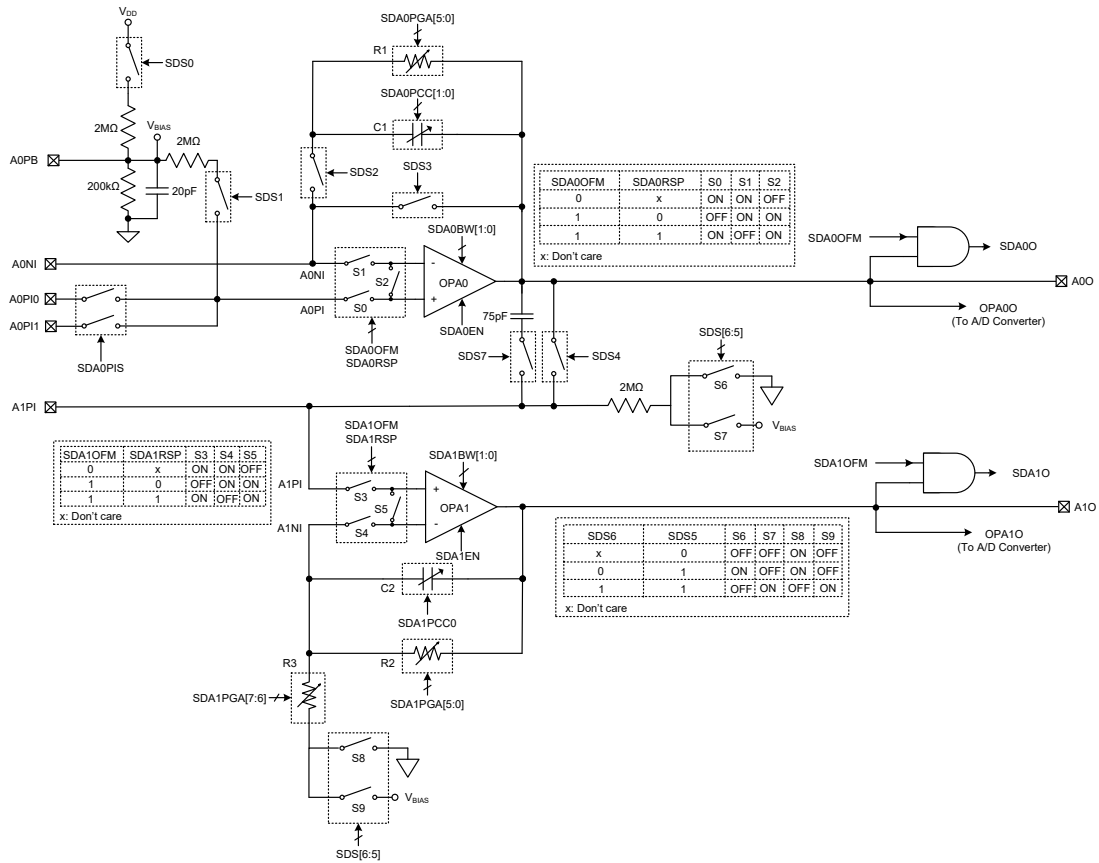 SDA0PGA[5:0]
VDD
R1
SDS0
SDA0PCC[1:0]
2MΩ
VBIAS
C1
2MΩ
A0PB
SDS2
SDS3
200kΩ
20pF
SDS1
SDA0OFM SDA0RSP S0 S1 S2
0 x ON ON OFF
1 0 OFF ON ON
1 1 ON OFF ON
x: Don't care
SDA0BW[1:0]
SDA0OFM
SDA0O
A0NI
A0NI
S1
-
S2
OPA0
A0O
A0PI0
A0PI
S0
+
A0PI1
75pF
OPA0O
(To A/D Converter)
SDA0EN
SDA0PIS
SDA0OFM
SDA0RSP
SDS7
SDS4
SDS[6:5]
S6
2MΩ
A1PI
S7
VBIAS
SDA1OFM
SDA1RSP
SDA1OFM SDA1RSP S3 S4 S5
0 x ON ON OFF
1 0 OFF ON ON
1 1 ON OFF ON
x: Don't care
SDA1BW[1:0]
SDA1OFM
SDA1O
A1PI
S3
+
S5
OPA1
A1O
A1NI
S4
-
SDA1EN
OPA1O
(To A/D Converter)
SDS6 SDS5 S6 S7 S8 S9
x 0 OFF OFF ON OFF
0 1 ON OFF ON OFF
1 1 OFF ON OFF ON
x: Don't care
C2
SDA1PCC0
R3
R2
SDA1PGA[7:6]
SDA1PGA[5:0]
S8
S9
VBIAS
SDS[6:5]